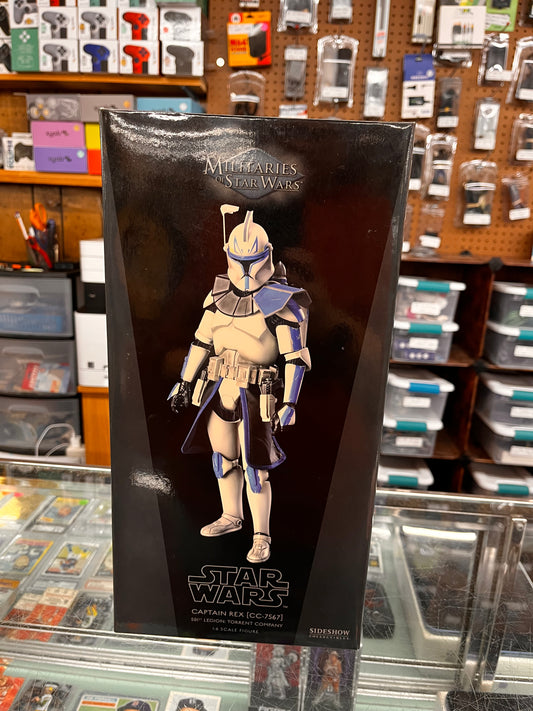 MILITARIES
OF STAR WARS
STAR
WARS
CAPTAIN REX [CC-7567]
501ST LEGION: TORRENT COMPANY
1:6 SCALE FIGURE
SIDESHOW
COLLECTIBLES